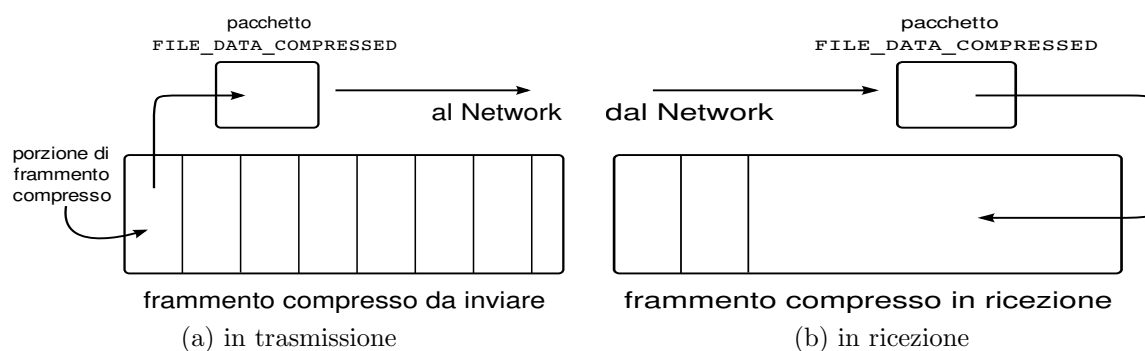 pacchetto
FILE_DATA_COMPRESSED
al Network
porzione di
frammento
compresso
frammento compresso da inviare
(a) in trasmissione
pacchetto
FILE_DATA_COMPRESSED
dal Network
frammento compresso in ricezione
(b) in ricezione